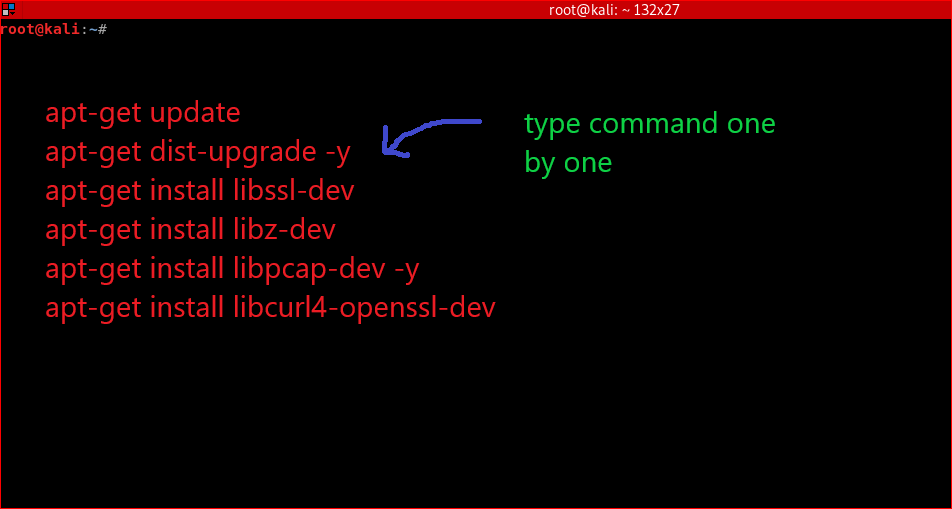 root@kali: ~ 132x27
root@kali:~#
apt-get update
apt-get dist-upgrade -y
apt-get install libssl-dev
apt-get install libz-dev
apt-get install libpcap-dev -y
apt-get install libcurl4-openssl-dev
type command one
by one